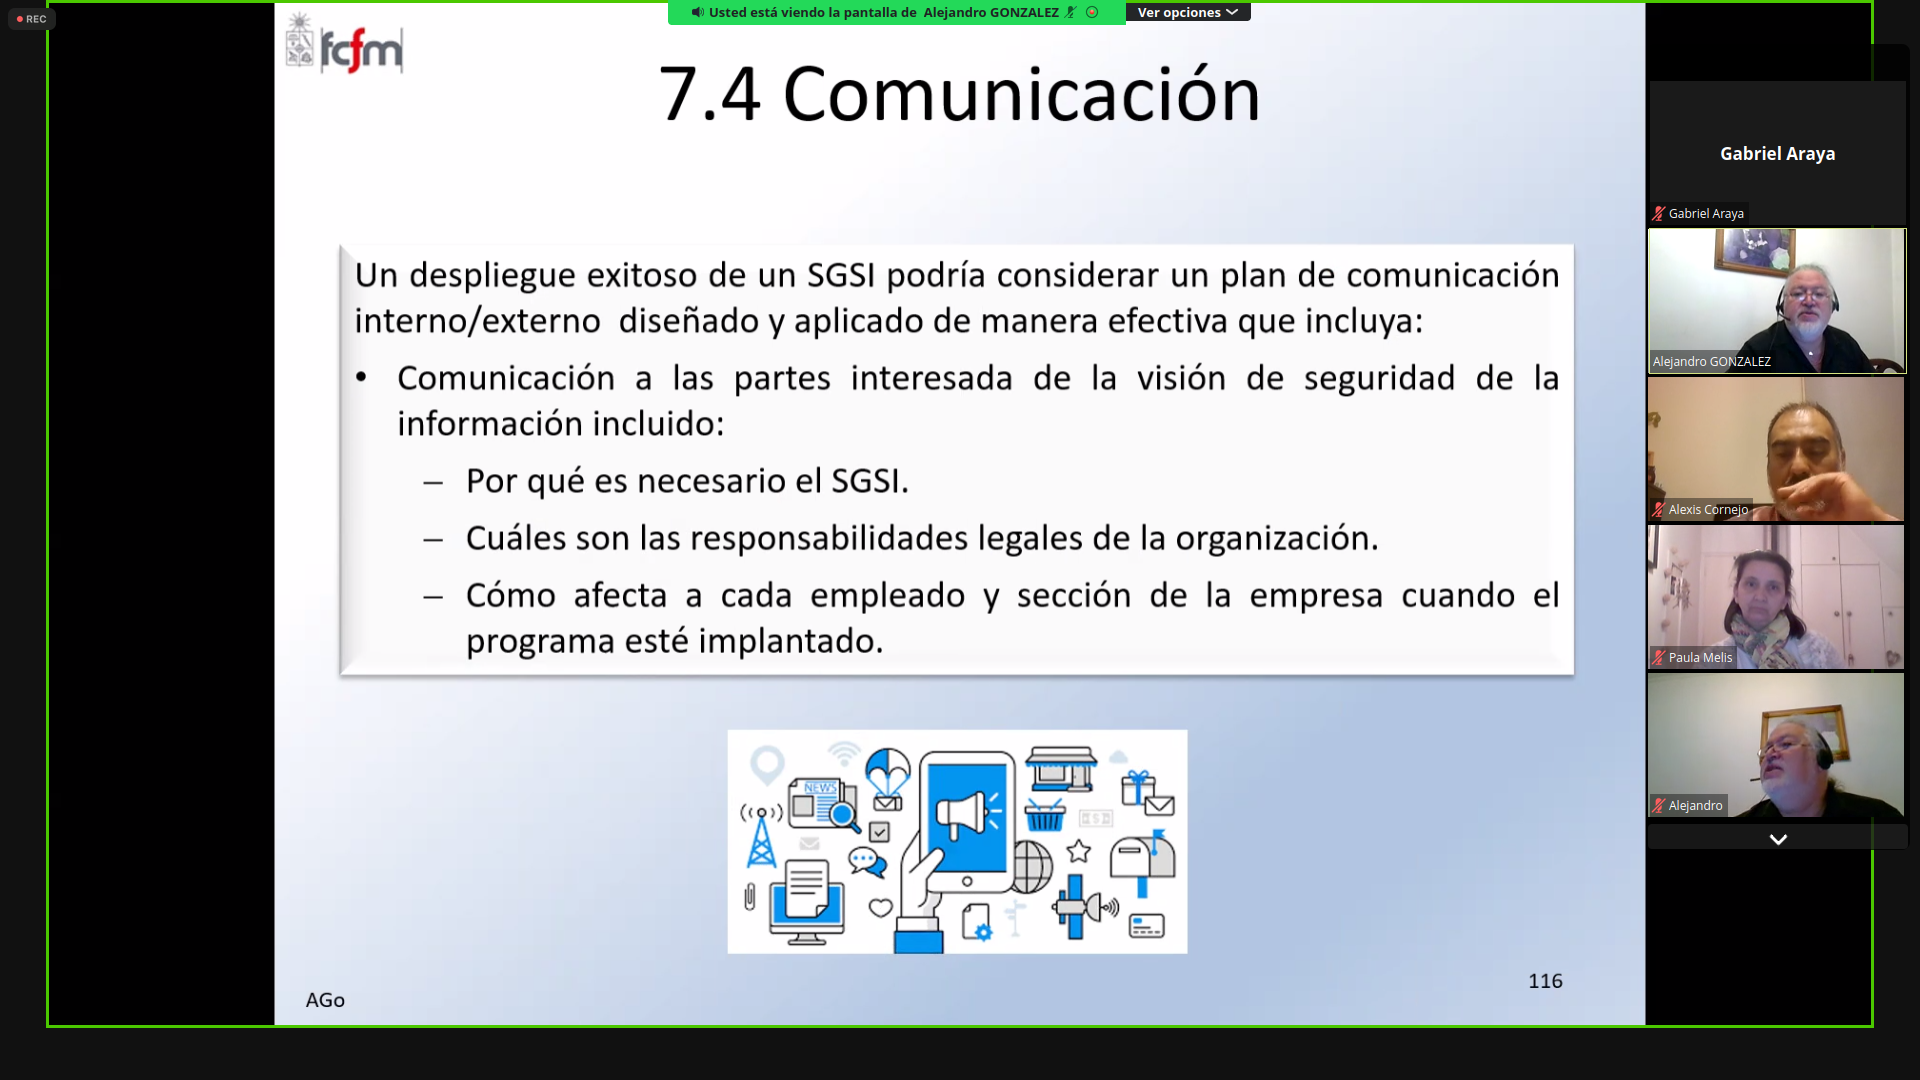 REC
Usted está viendo la pantalla de Alejandro GONZALEZ
Ver opciones
fcfm
7.4 Comunicación
Un despliegue exitoso de un SGSI podría considerar un plan de comunicación
interno/externo diseñado y aplicado de manera efectiva que incluya:
• Comunicación a las partes interesada de la visión de seguridad de la
información incluido:
– Por qué es necesario el SGSI.
– Cuáles son las responsabilidades legales de la organización.
– Cómo afecta a cada empleado y sección de la empresa cuando el
programa esté implantado.
NEWS
AGo
116
Gabriel Araya
Gabriel Araya
Alejandro GONZALEZ
Alexis Cornejo
Paula Melis
Alejandro